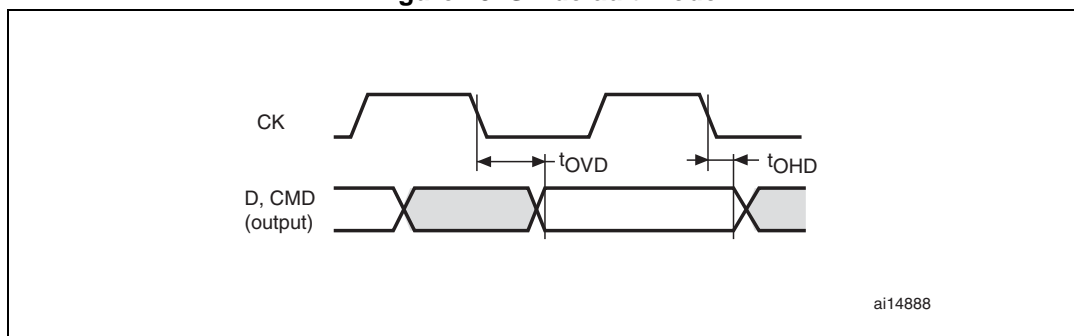 CK
tOVD
tOHD
D, CMD
(output)
ai14888